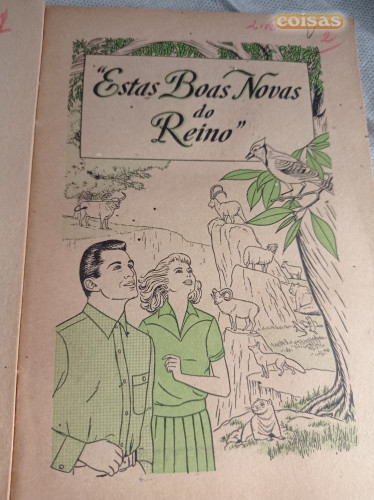 coisas
"Estas Boas Novas
do
Reino"